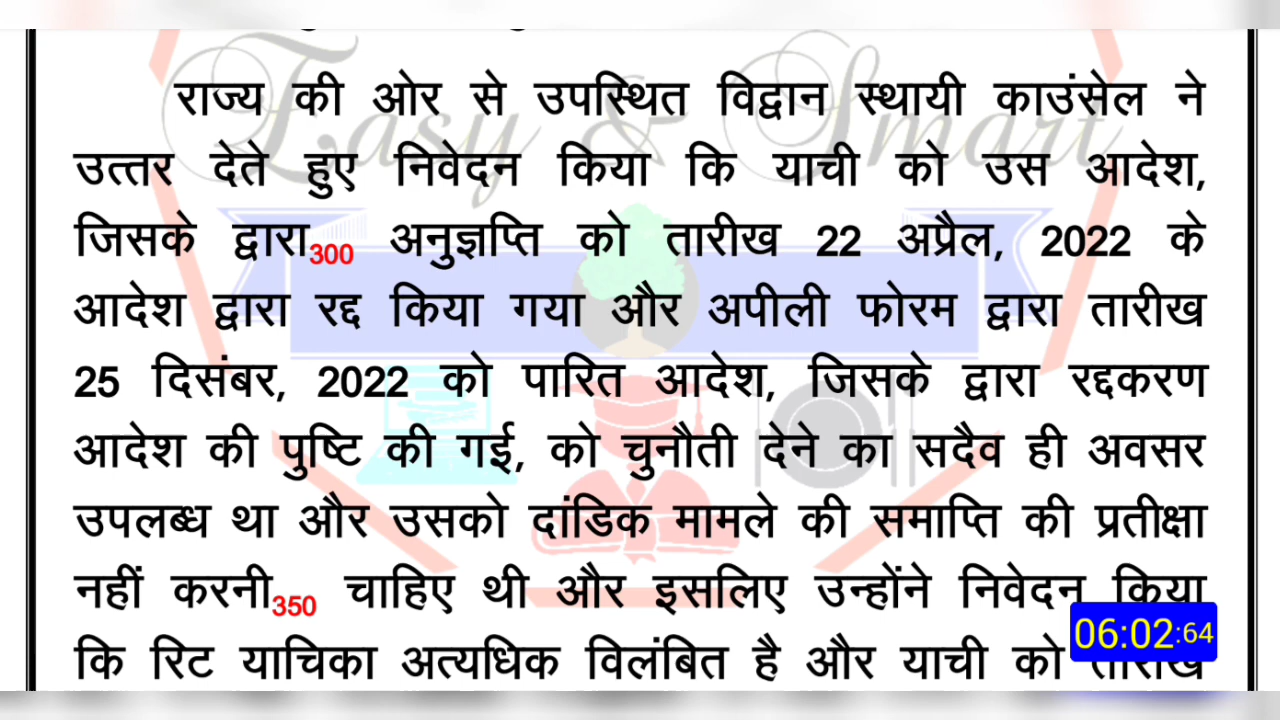 राज्य की ओर से उपस्थित विद्वान स्थायी काउंसेल ने
उत्तर देते हुए निवेदन किया कि याची को उस आदेश,
जिसके द्वारा300 अनुज्ञप्ति को तारीख 22 अप्रैल, 2022 के
आदेश द्वारा रद्द किया गया और अपीली फोरम द्वारा तारीख
25 दिसंबर, 2022 को पारित आदेश, जिसके द्वारा रद्दकरण
आदेश की पुष्टि की गई, को चुनौती देने का सदैव ही अवसर
उपलब्ध था और उसको दांडिक मामले की समाप्ति की प्रतीक्षा
नहीं करनी350 चाहिए थी और इसलिए उन्होंने निवेदन किया
कि रिट याचिका अत्यधिक विलंबित है और याची को तारीख
06:02:64
Easy & Smart